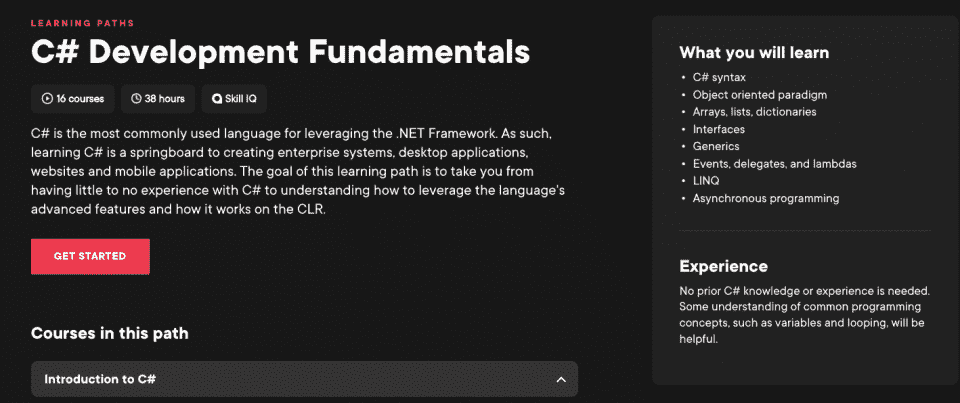 LEARNING PATHS
C# Development Fundamentals
16 courses
38 hours
Skill IQ
C# is the most commonly used language for leveraging the .NET Framework. As such,
learning C# is a springboard to creating enterprise systems, desktop applications,
websites and mobile applications. The goal of this learning path is to take you from
having little to no experience with C# to understanding how to leverage the language's
advanced features and how it works on the CLR.
GET STARTED
Courses in this path
Introduction to C#
What you will learn
• C# syntax
• Object oriented paradigm
• Arrays, lists, dictionaries
• Interfaces
• Generics
• Events, delegates, and lambdas
• LINQ
• Asynchronous programming
Experience
No prior C# knowledge or experience is needed.
Some understanding of common programming
concepts, such as variables and looping, will be
helpful.